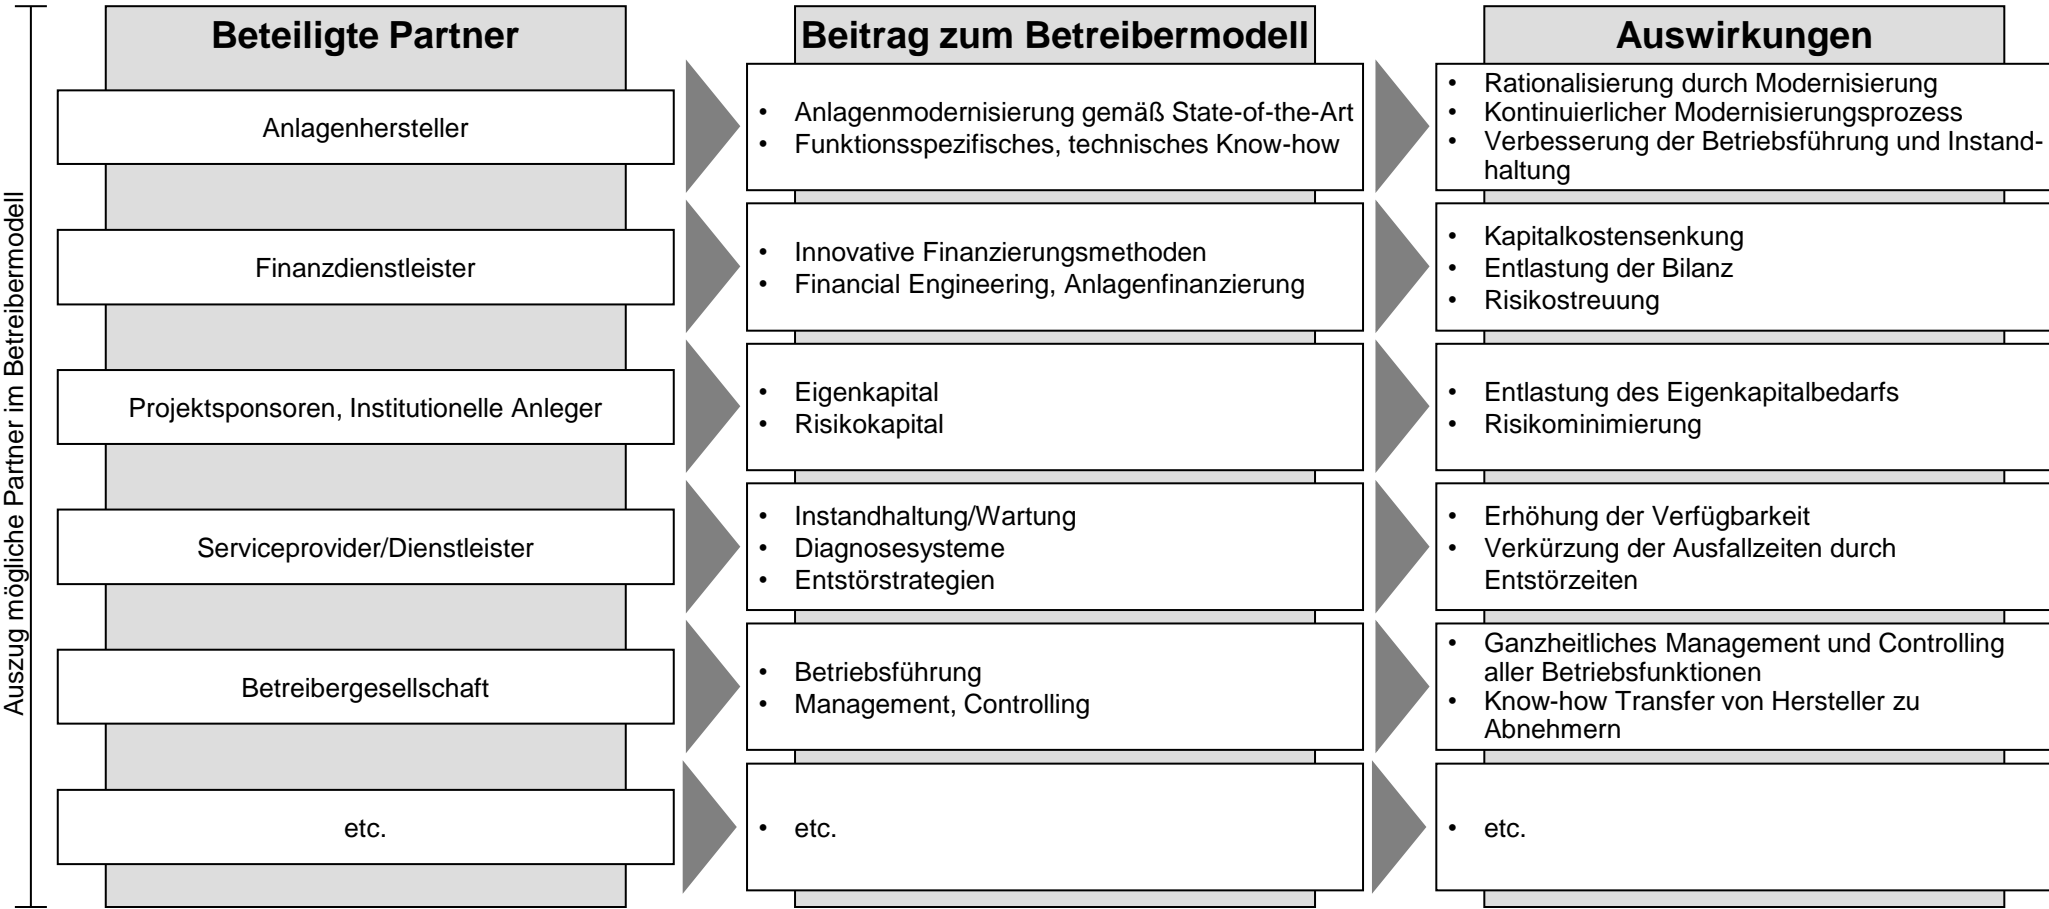 Auszug mögliche Partner im Betreibermodell
Beteiligte Partner
Beitrag zum Betreibermodell
Auswirkungen
Anlagenhersteller
• Anlagenmodernisierung gemäß State-of-the-Art
• Funktionsspezifisches, technisches Know-how
• Rationalisierung durch Modernisierung
• Kontinuierlicher Modernisierungsprozess
• Verbesserung der Betriebsführung und Instand-
haltung
Finanzdienstleister
• Innovative Finanzierungsmethoden
• Financial Engineering, Anlagenfinanzierung
• Kapitalkostensenkung
• Entlastung der Bilanz
• Risikostreuung
Projektsponsoren, Institutionelle Anleger
• Eigenkapital
• Risikokapital
• Entlastung des Eigenkapitalbedarfs
• Risikominimierung
Serviceprovider/Dienstleister
• Instandhaltung/Wartung
• Diagnosesysteme
• Entstörstrategien
• Erhöhung der Verfügbarkeit
• Verkürzung der Ausfallzeiten durch
Entstörzeiten
Betreibergesellschaft
• Betriebsführung
• Management, Controlling
• Ganzheitliches Management und Controlling
aller Betriebsfunktionen
• Know-how Transfer von Hersteller zu
Abnehmern
etc.
• etc.
• etc.